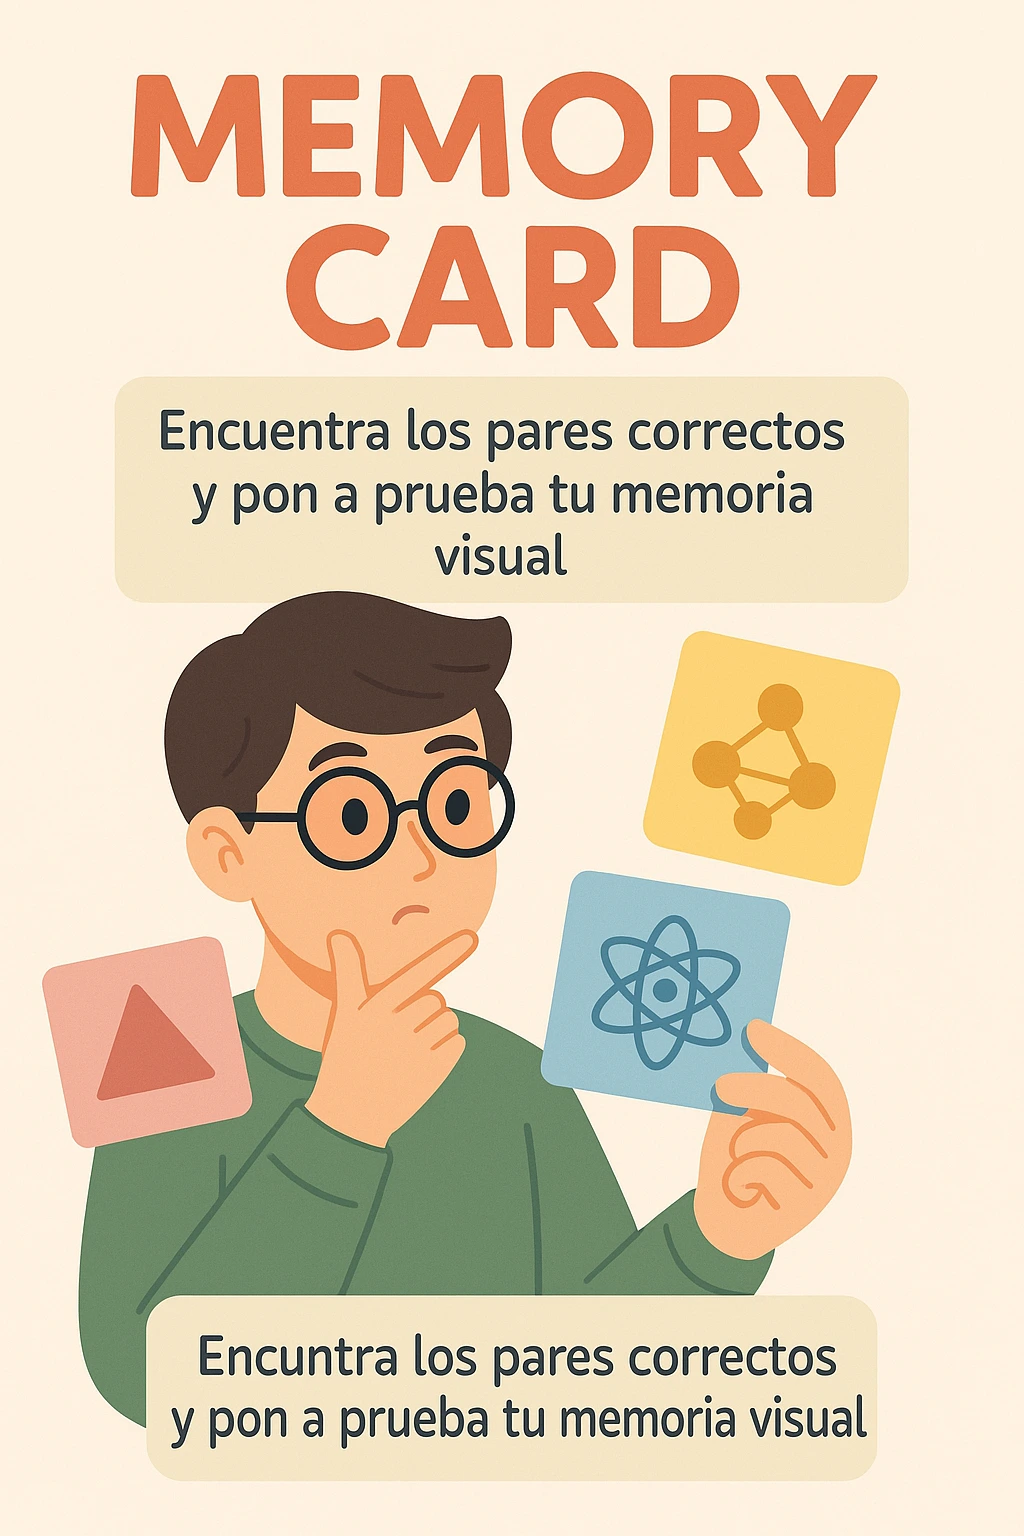 MEMORY
CARD
Encuentra los pares correctos
y pon a prueba tu memoria
visual
Encuntra los pares correctos
y pon a prueba tu memoria visual